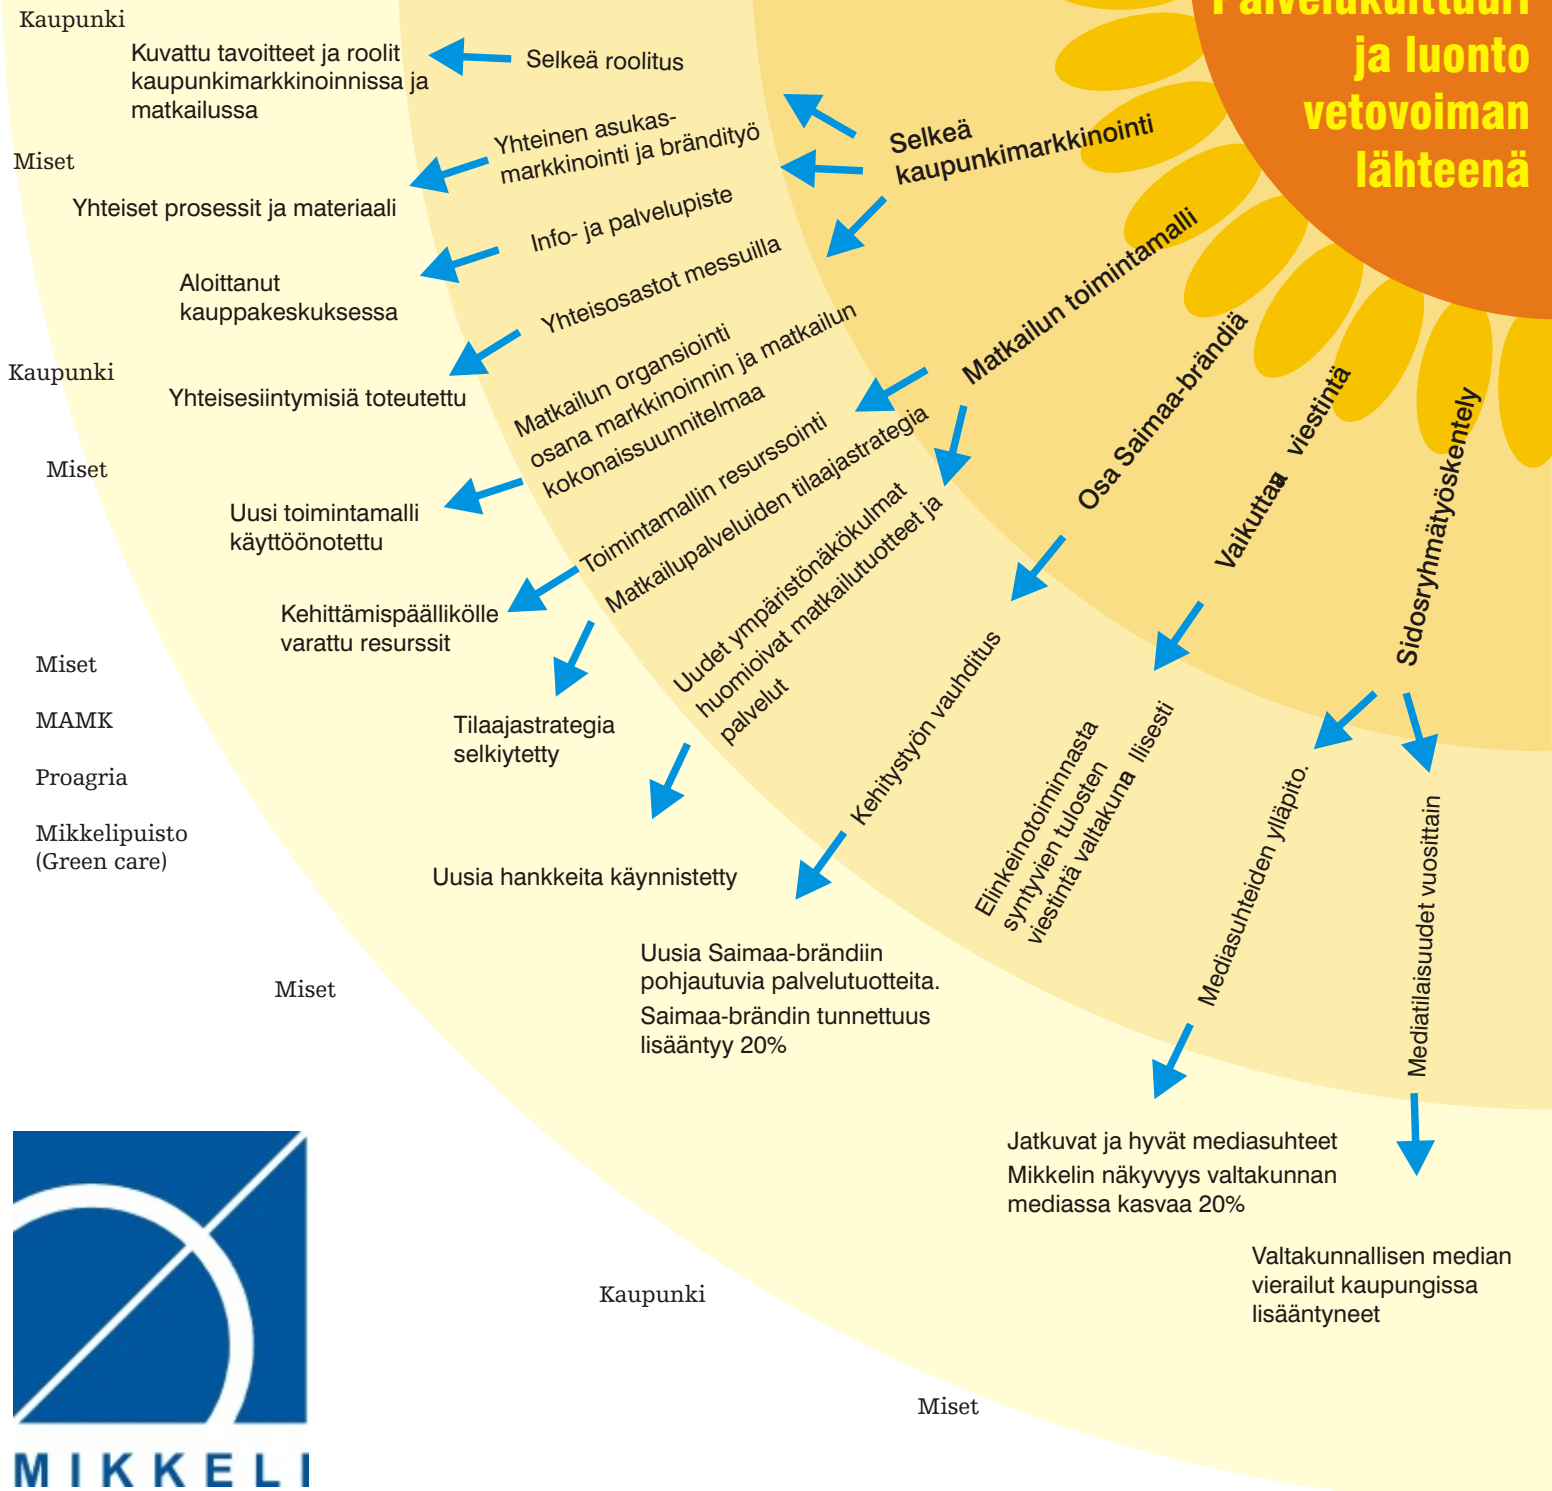 Palvelukulttuuri
ja luonto
vetovoiman
lähteenä
Selkeä
kaupunkimarkkinointi
Matkailun toimintamalli
Osa Saimaa-brändiä
Vaikuttava viestintä
Sidosryhmätyöskentely
Selkeä roolitus
Yhteinen asukas-
markkinointi ja brändityö
Info- ja palvelupiste
Yhteisosastot messuilla
Matkailun organsiointi
osana markkinoinnin ja matkailun
kokonaissuunnitelmaa
Toimintamallin resurssointi
Matkailupalveluiden tilaajastrategia
Uudet ympäristönäkökulmat
huomioivat matkailutuotteet ja
palvelut
Kehitystyön vauhditus
Elinkeinotoiminnasta
syntyvien tulosten
viestintä valtakunnallisesti
Mediasuhteiden ylläpito.
Mediatilaisuudet vuosittain
Kuvattu tavoitteet ja roolit
kaupunkimarkkinoinnissa ja
matkailussa
Yhteiset prosessit ja materiaali
Aloittanut
kauppakeskuksessa
Yhteisesiintymisiä toteutettu
Uusi toimintamalli
käyttöönotettu
Kehittämispäällikölle
varattu resurssit
Tilaajastrategia
selkiytetty
Uusia hankkeita käynnistetty
Uusia Saimaa-brändiin
pohjautuvia palvelutuotteita.
Saimaa-brändin tunnettuus
lisääntyy 20%
Jatkuvat ja hyvät mediasuhteet
Mikkelin näkyvyys valtakunnan
mediassa kasvaa 20%
Valtakunnallisen median
vierailut kaupungissa
lisääntyneet
Kaupunki
Miset
Kaupunki
Miset
Miset
MAMK
Proagria
Mikkelipuisto
(Green care)
Miset
Kaupunki
Miset
MIKKELI